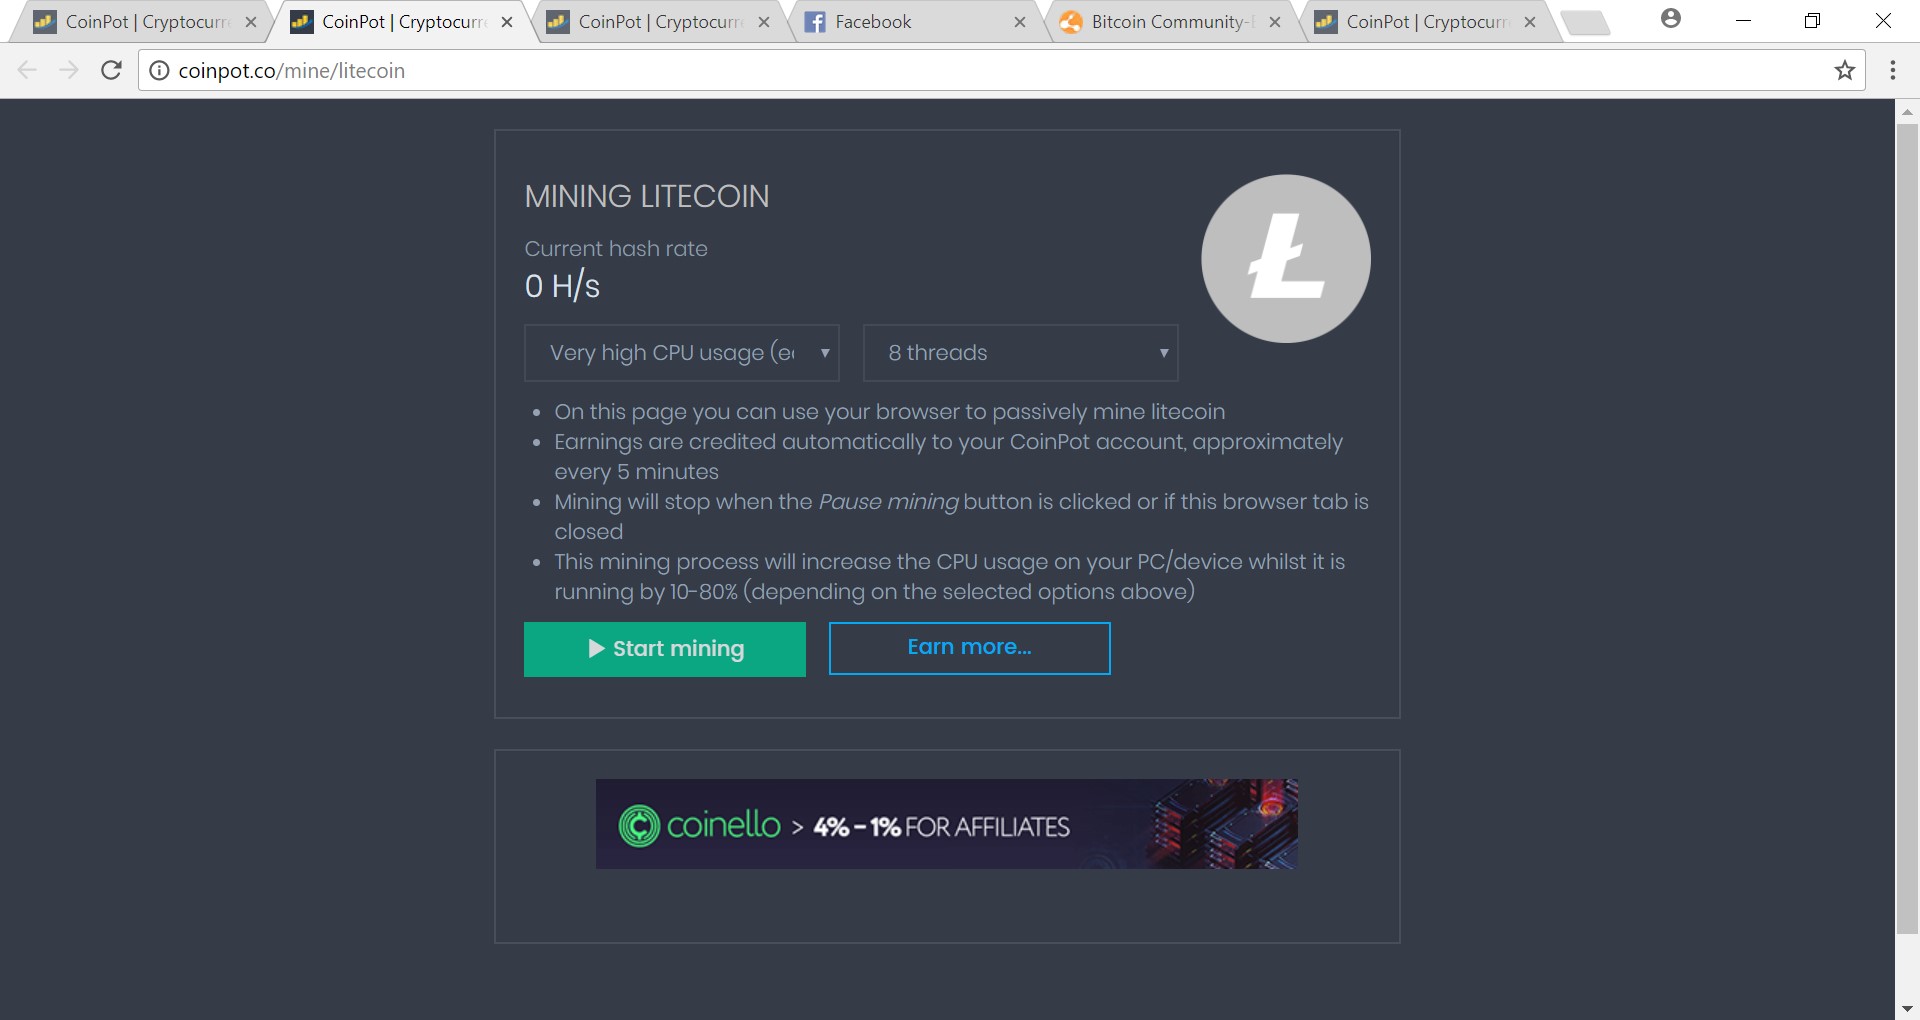 CoinPot | Cryptocurr
CoinPot | Cryptocurr
CoinPot | Cryptocurr
Facebook
Bitcoin Community-
CoinPot | Cryptocurr
coinpot.co/mine/litecoin
MINING LITECOIN
Current hash rate
0 H/s
Very high CPU usage (ea
8 threads
• On this page you can use your browser to passively mine litecoin
• Earnings are credited automatically to your CoinPot account, approximately
every 5 minutes
• Mining will stop when the Pause mining button is clicked or if this browser tab is
closed
• This mining process will increase the CPU usage on your PC/device whilst it is
running by 10-80% (depending on the selected options above)
Start mining
Earn more...
coinello > 4% - 1% FOR AFFILIATES